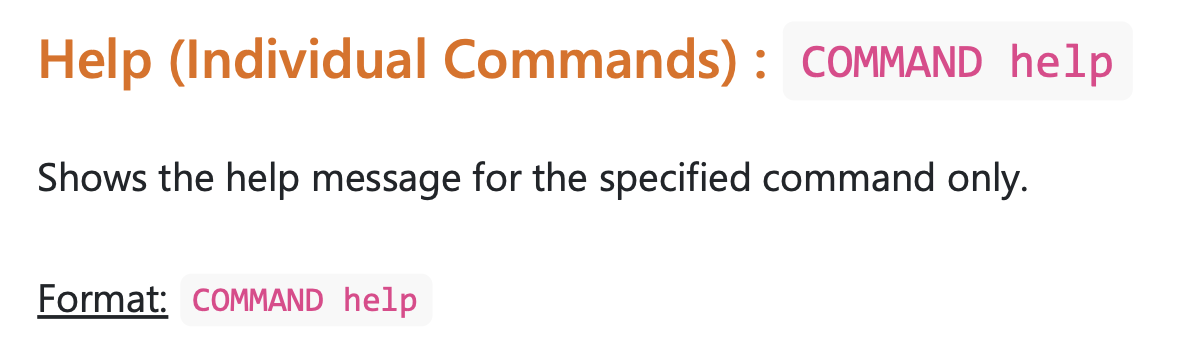 Help (Individual Commands) : COMMAND help
Shows the help message for the specified command only.
Format: COMMAND help